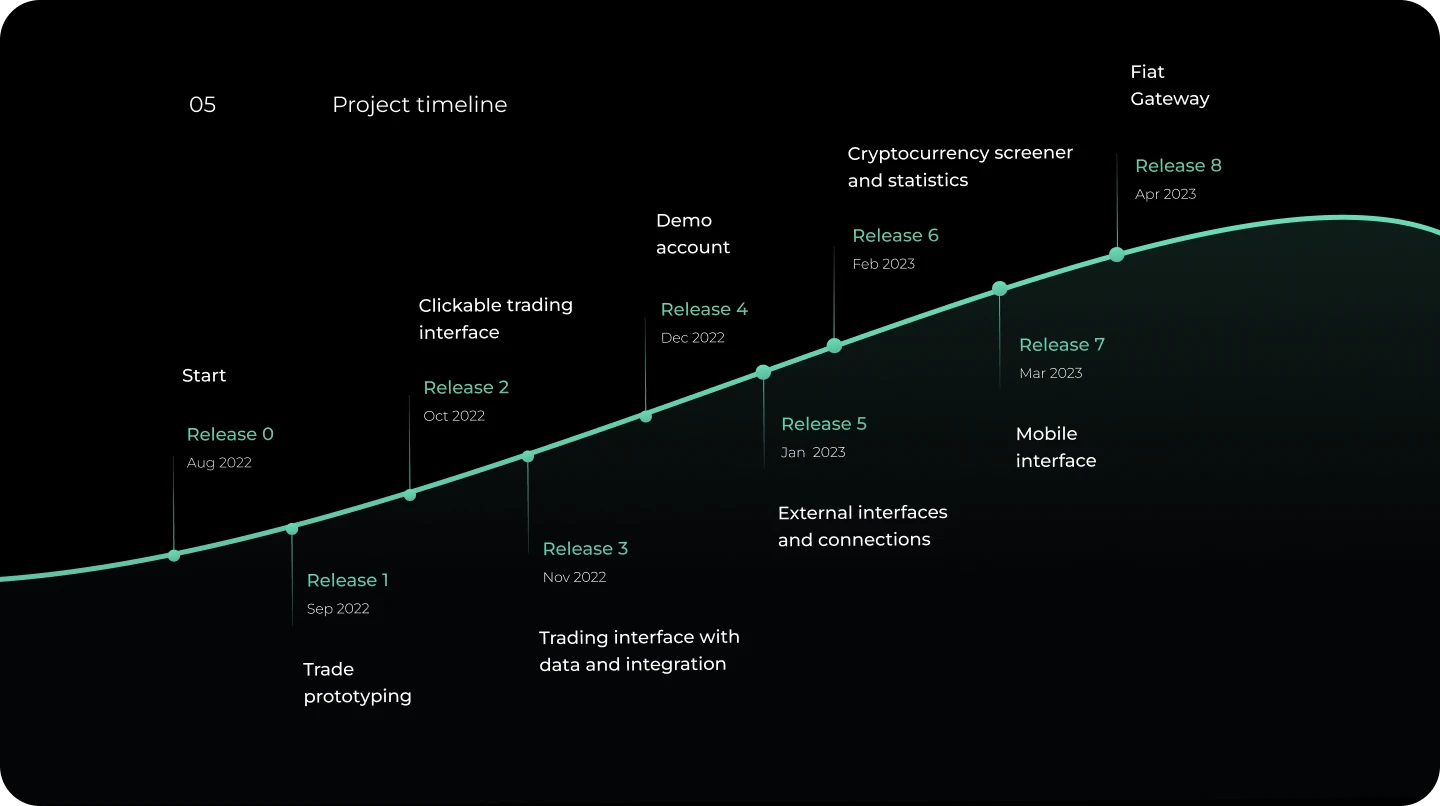 05
Project timeline
Start
Release 0
Aug 2022
Release 1
Sep 2022
Trade
prototyping
Clickable trading
interface
Release 2
Oct 2022
Release 3
Nov 2022
Trading interface with
data and integration
Demo
account
Release 4
Dec 2022
Release 5
Jan 2023
External interfaces
and connections
Cryptocurrency screener
and statistics
Release 6
Feb 2023
Release 7
Mar 2023
Mobile
interface
Fiat
Gateway
Release 8
Apr 2023